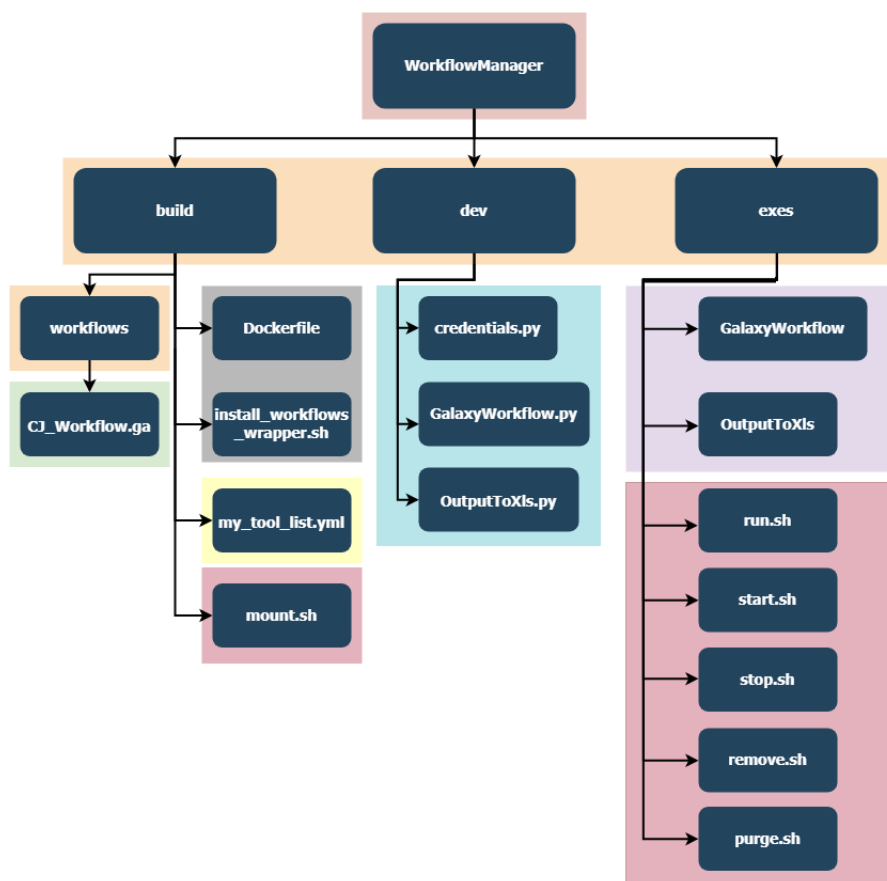 WorkflowManager
build
dev
exes
workflows
CJ_Workflow.ga
Dockerfile
install_workflows
_wrapper.sh
my_tool_list.yml
mount.sh
credentials.py
GalaxyWorkflow.py
OutputToXls.py
GalaxyWorkflow
OutputToXls
run.sh
start.sh
stop.sh
remove.sh
purge.sh